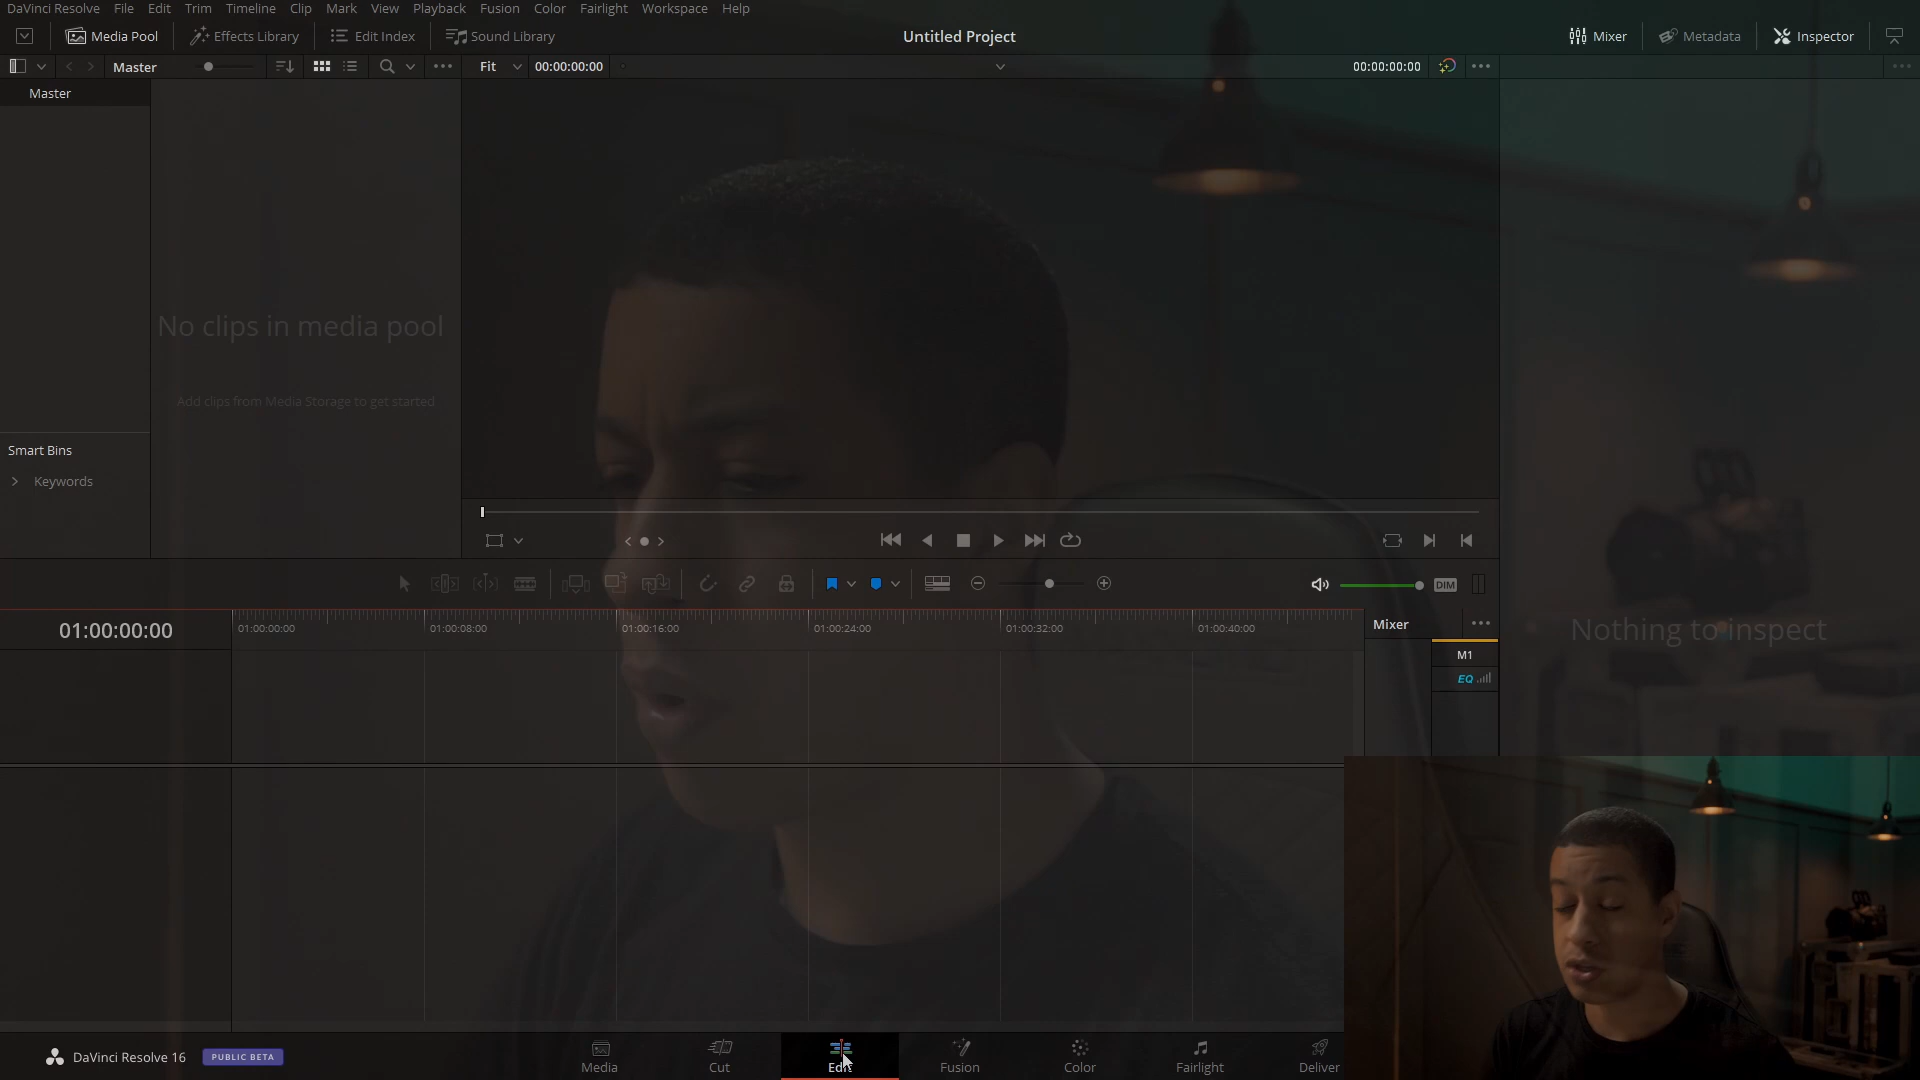 DaVinci Resolve File Edit Trim Timeline Clip Mark View Playback Fusion Color Fairlight Workspace Help
Media Pool Effects Library Edit Index Sound Library Untitled Project Mixer Metadata Inspector
Master Fit 00:00:00:00 00:00:00:00
Master
No clips in media pool
Add clips from Media Storage to get started
Smart Bins
Keywords
DIM
01:00:00:00
01:00:00:00 01:00:08:00 01:00:16:00 01:00:24:00 01:00:32:00 01:00:40:00
Mixer
Nothing to inspect
M1
EQ
DaVinci Resolve 16 PUBLIC BETA
Media Cut Edit Fusion Color Fairlight Deliver